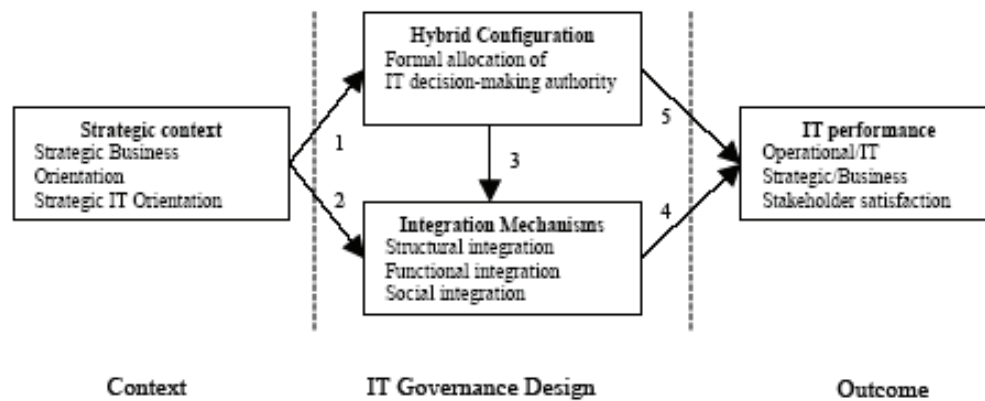 Hybrid Configuration
Formal allocation of
IT decision-making authority
Strategic context
Strategic Business
Orientation
Strategic IT Orientation
1
2
3
5
4
IT performance
Operational/IT
Strategic/Business
Stakeholder satisfaction
Integration Mechanisms
Structural integration
Functional integration
Social integration
Context
IT Governance Design
Outcome